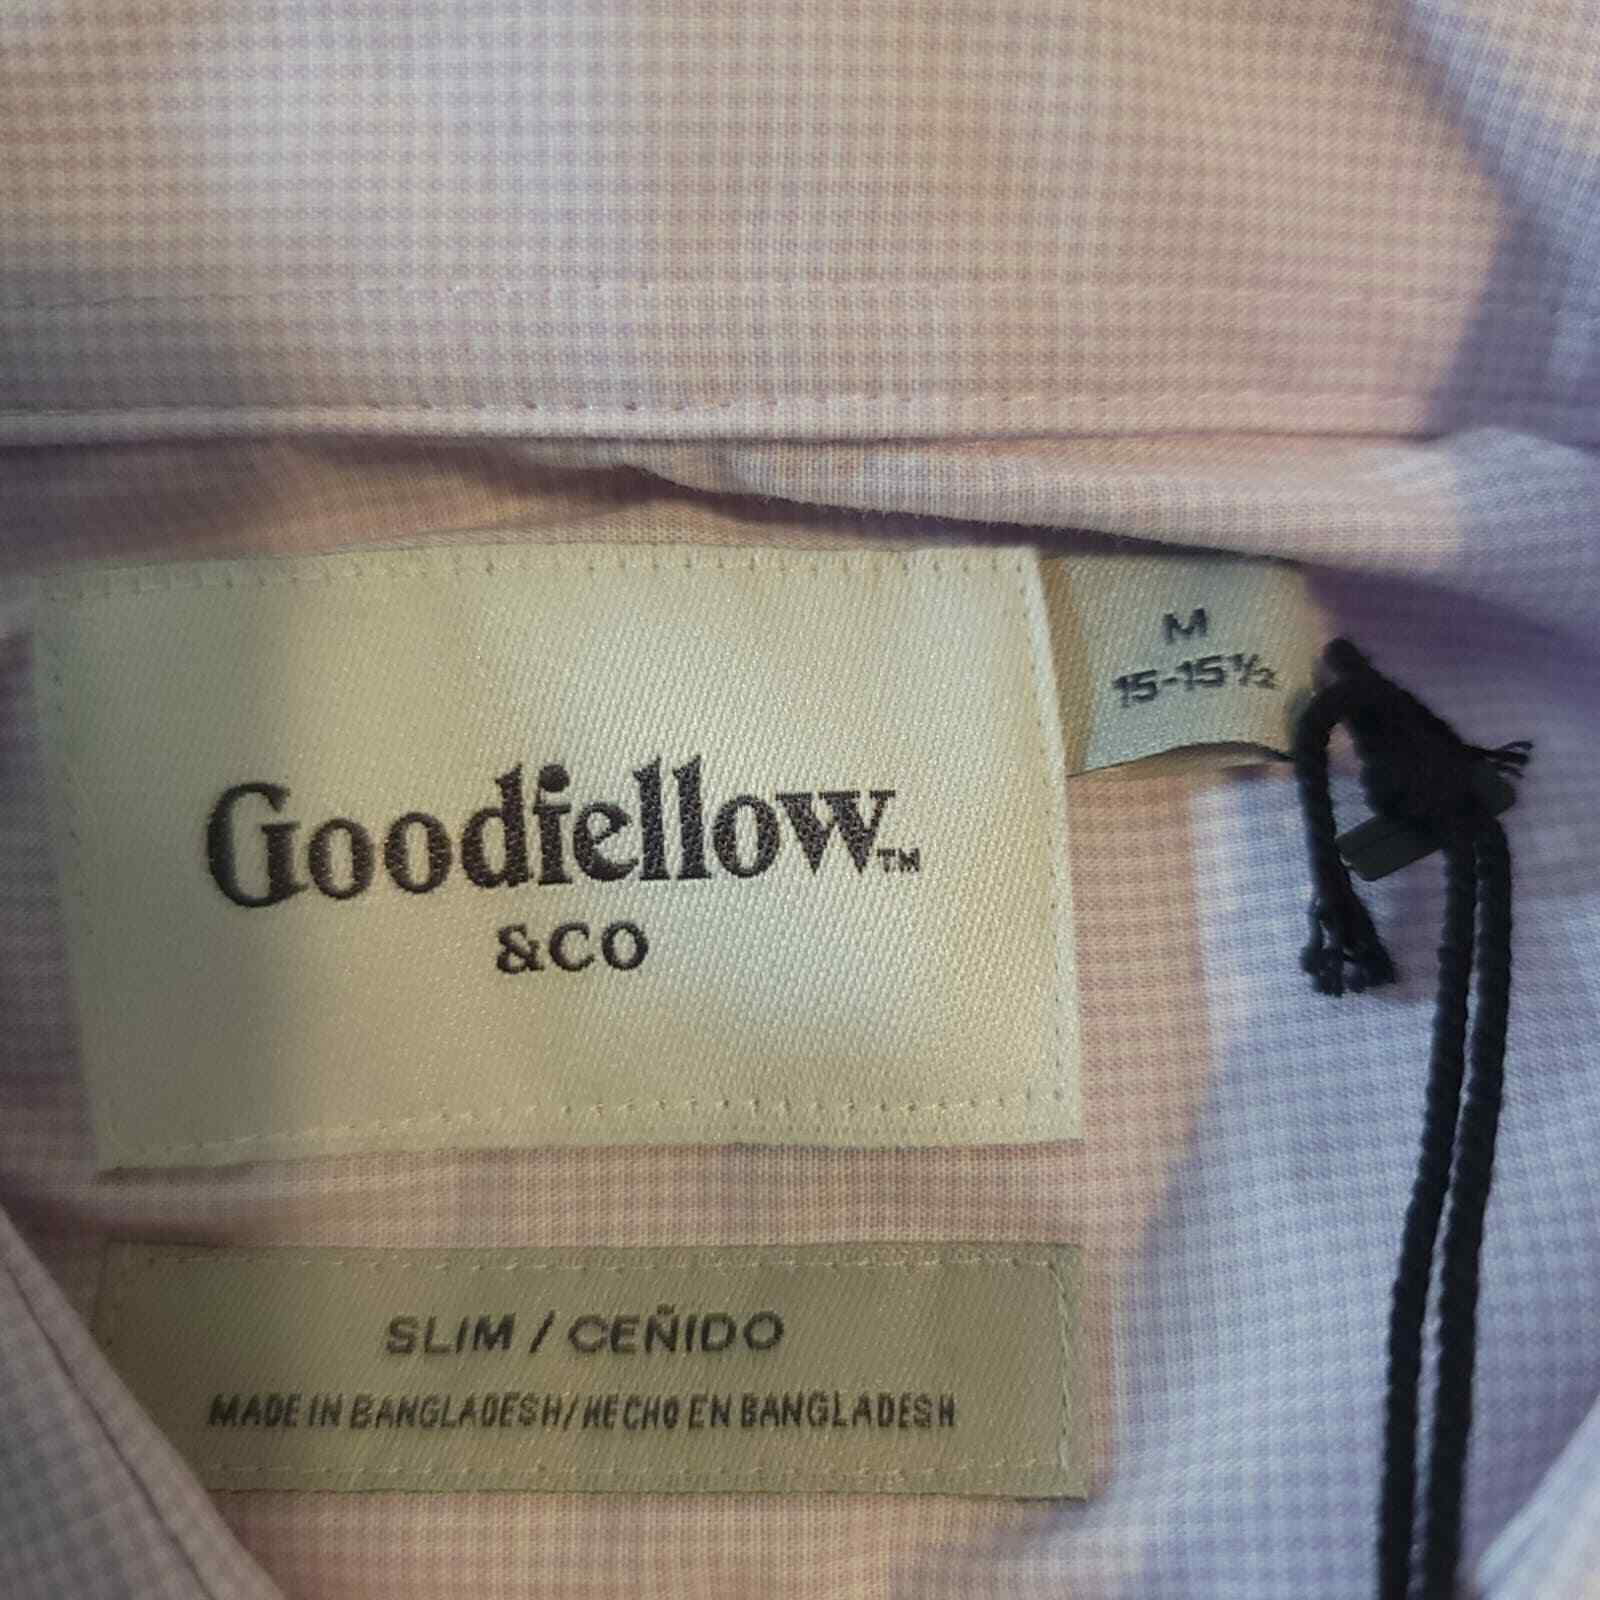 M
15-15½
Goodfellow™
&CO
SLIM / CEÑIDO
MADE IN BANGLADESH/HECHO EN BANGLADESH